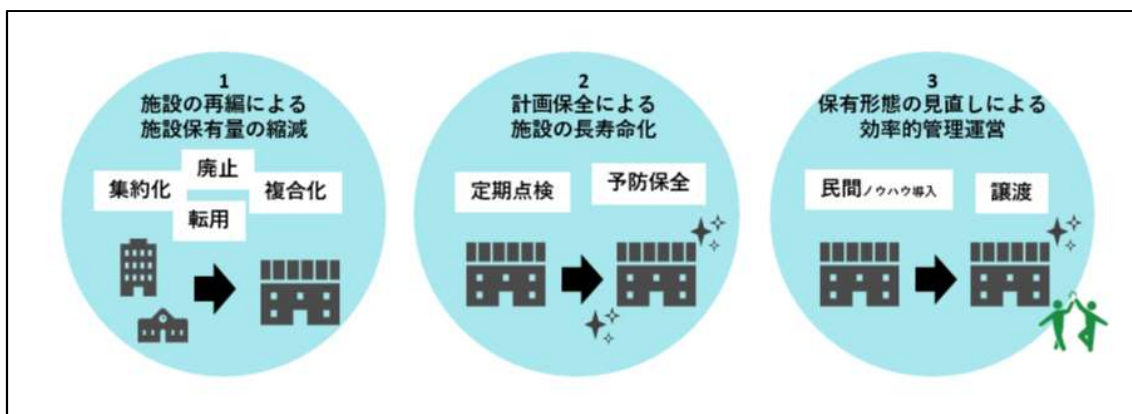 1
施設の再編による
施設保有量の縮減
廃止
集約化
複合化
転用
2
計画保全による
施設の長寿命化
定期点検
予防保全
3
保有形態の見直しによる
効率的管理運営
民間ノウハウ導入
譲渡